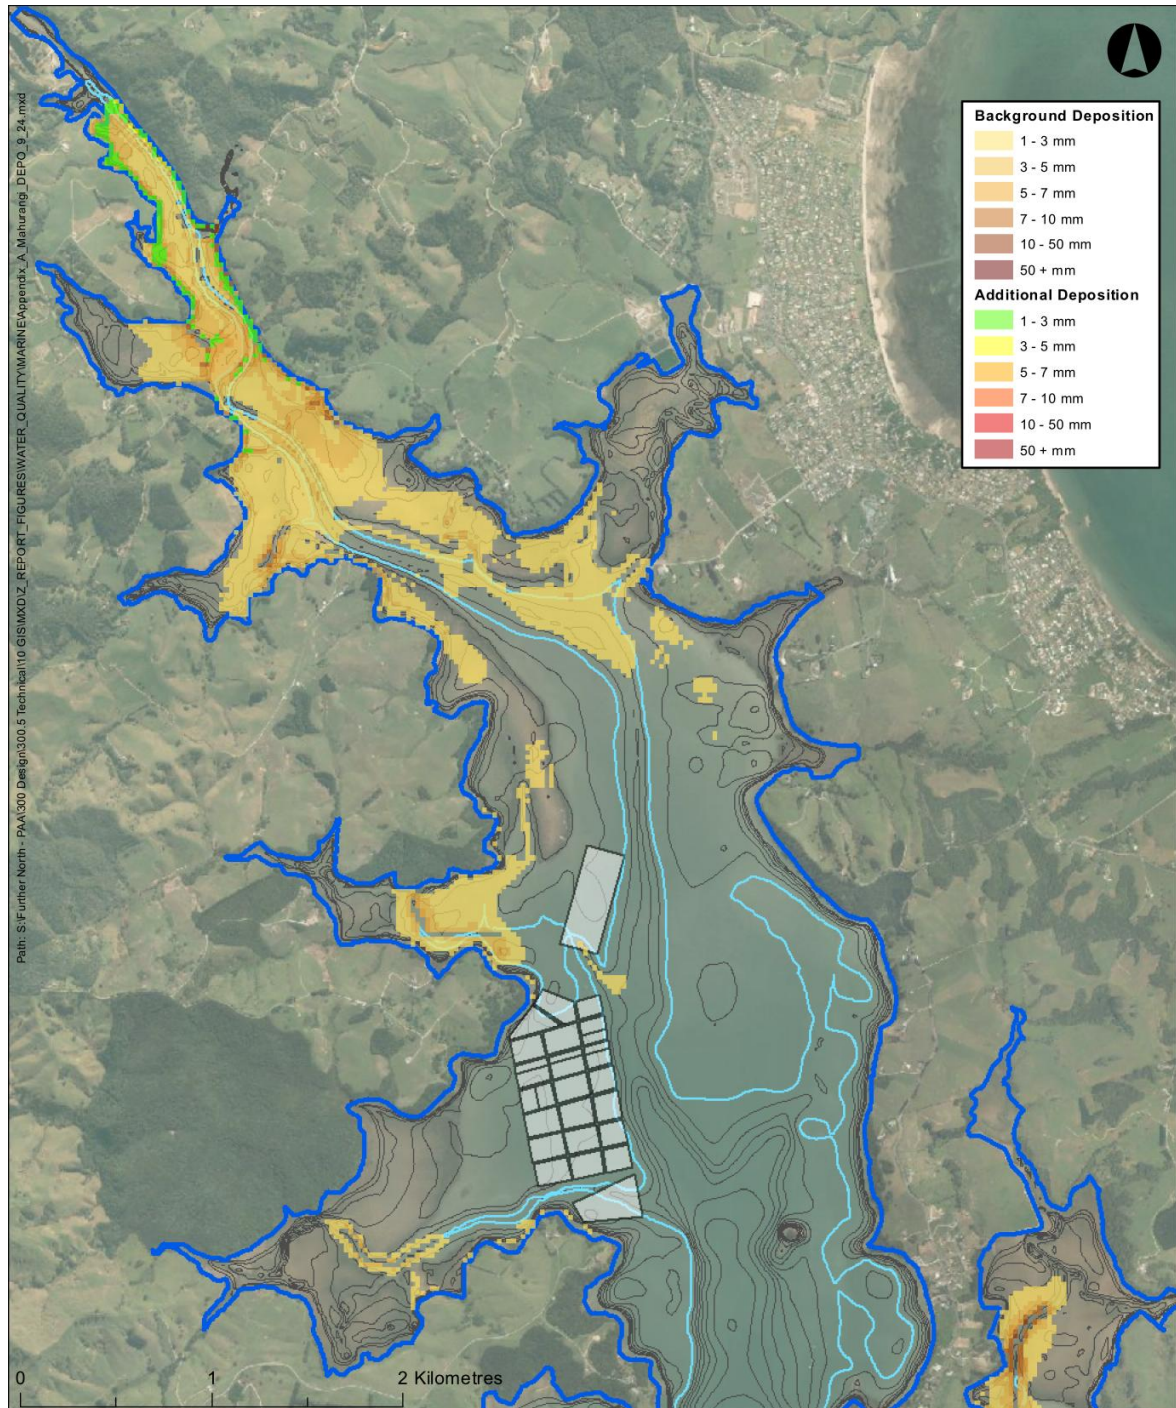 Background Deposition
1 - 3 mm
3 - 5 mm
5 - 7 mm
7 - 10 mm
10 - 50 mm
50 + mm
Additional Deposition
1 - 3 mm
3 - 5 mm
5 - 7 mm
7 - 10 mm
10 - 50 mm
50 + mm
Path: S:\Further North - PAA\300 Design\300.5 Technical\10 GIS\MXD\Z_REPORT_FIGURES\WATER_QUALITY\MARINE\Appendix_A_Mahurangi_DEPO_9_24.mxd
0 1 2 Kilometres